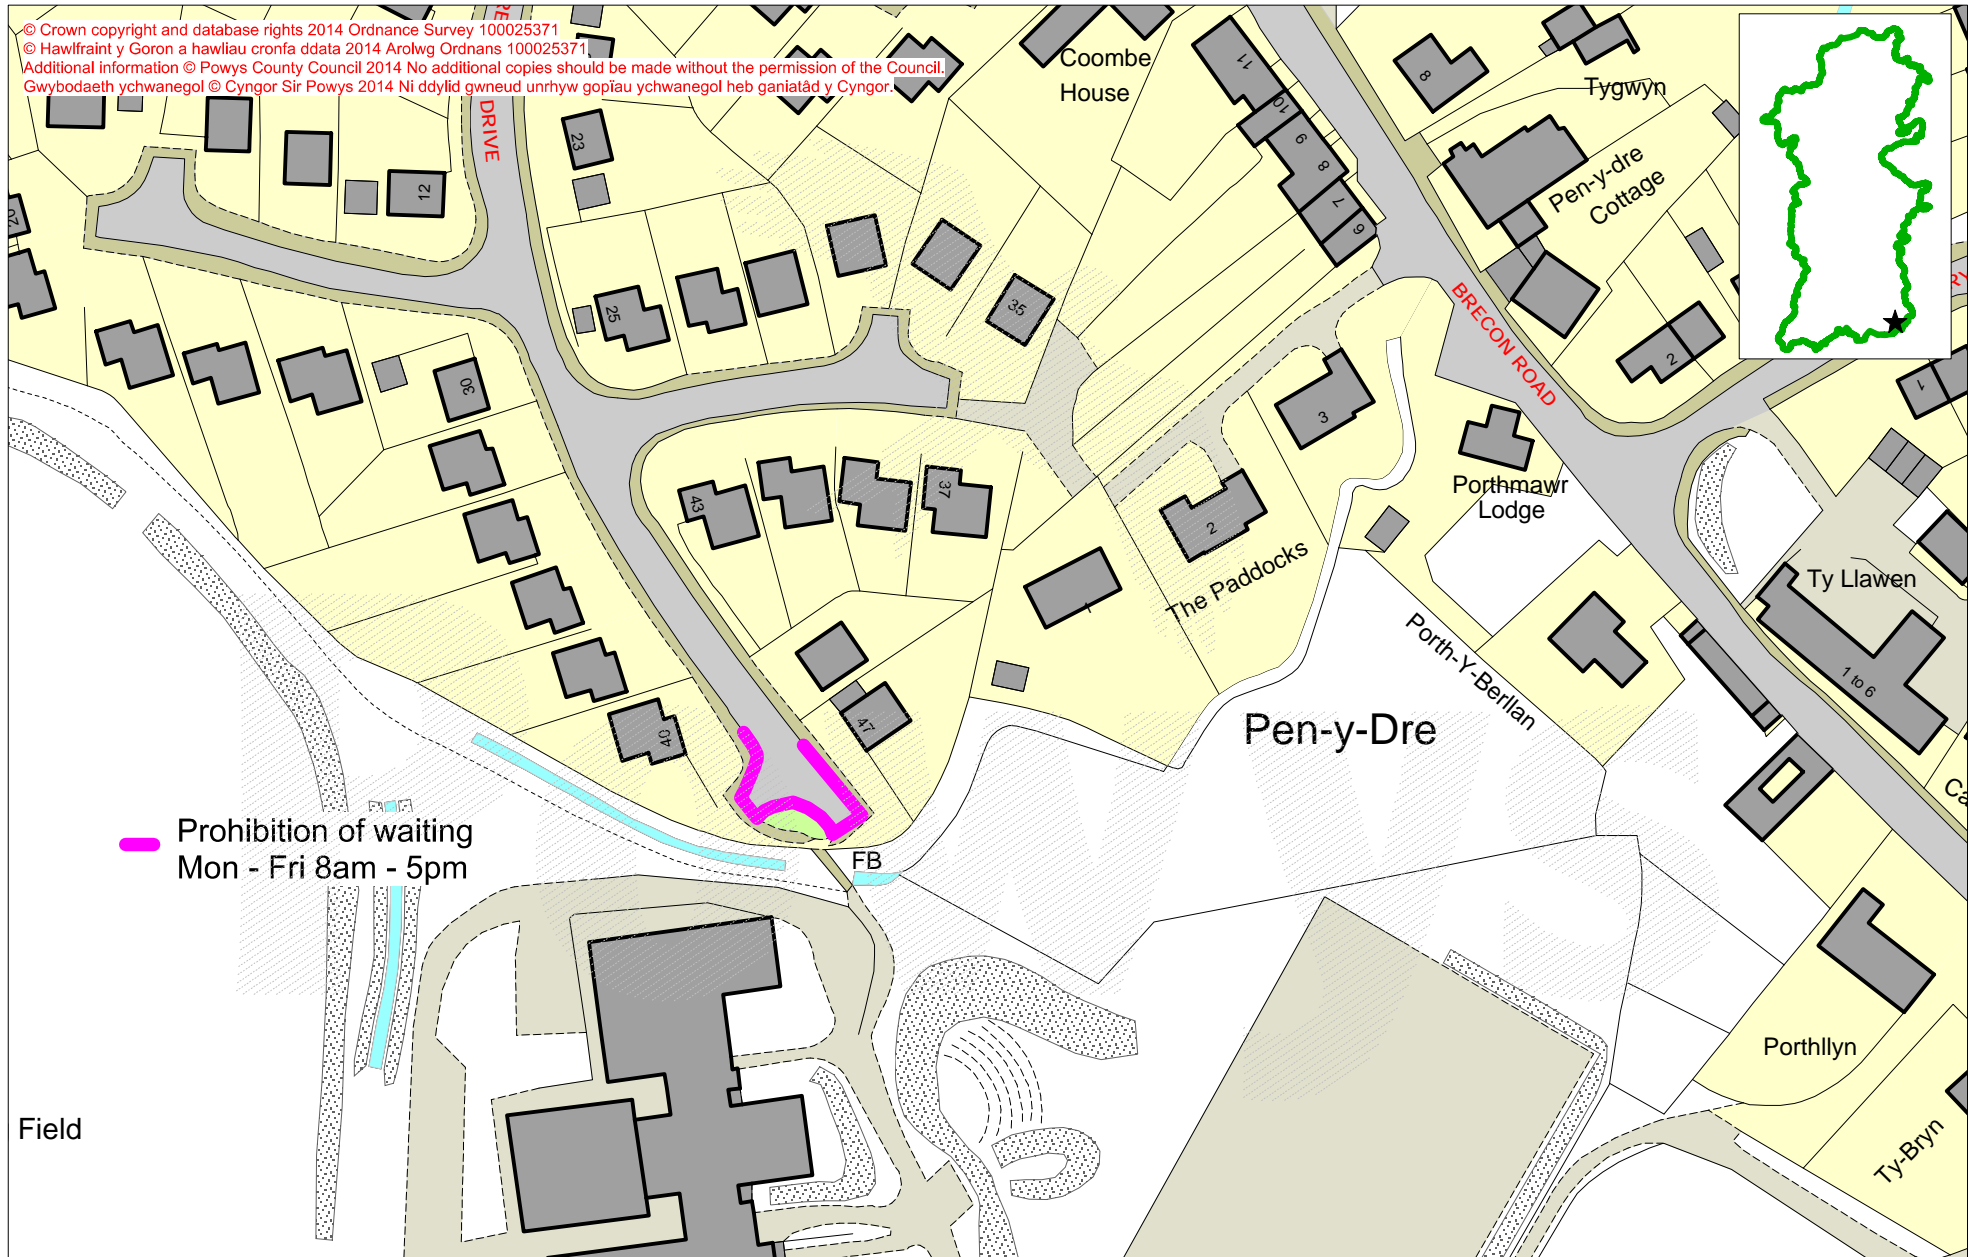 © Crown copyright and database rights 2014 Ordnance Survey 100025371
© Hawlfraint y Goron a hawliau cronfa ddata 2014 Arolwg Ordnans 100025371
Additional information © Powys County Council 2014 No additional copies should be made without the permission of the Council.
Gwybodaeth ychwanegol © Cyngor Sir Powys 2014 Ni ddylid gwneud unrhyw gopïau ychwanegol heb ganiatâd y Cyngor.
DRIVE
Coombe
House
11
10
9
8
7
6
8
Tygwyn
Pen-y-dre
Cottage
23
12
20
25
35
30
BRECON ROAD
2
1
3
43
37
2
The Paddocks
1
Porthmawr
Lodge
Ty Llawen
1 to 6
Porth-Y-Berllan
47
40
Pen-y-Dre
Prohibition of waiting
Mon - Fri 8am - 5pm
FB
Porthllyn
Ty-Bryn
Field